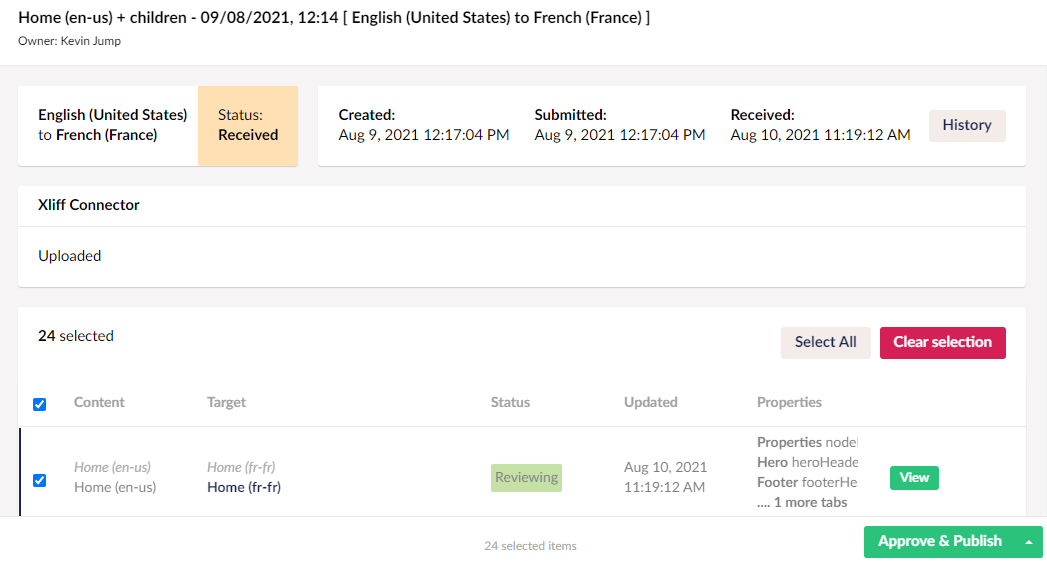 Home (en-us) + children - 09/08/2021, 12:14 [ English (United States) to French (France) ]
Owner: Kevin Jump
English (United States)
to French (France)
Status:
Received
Created:
Aug 9, 2021 12:17:04 PM
Submitted:
Aug 9, 2021 12:17:04 PM
Received:
Aug 10, 2021 11:19:12 AM
History
Xliff Connector
Uploaded
24 selected
Select All
Clear selection
Content Target Status Updated Properties
Home (en-us)
Home (en-us)
Home (fr-fr)
Home (fr-fr)
Reviewing
Aug 10, 2021
11:19:12 AM
Properties node
Hero heroHeade
Footer footerHe
.... 1 more tabs
View
24 selected items
Approve & Publish